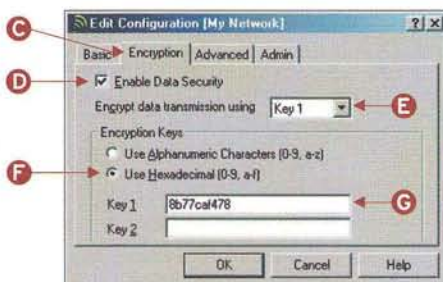 Edit Configuration [My Network]
C
Basic Encryption Advanced Admin
D
Enable Data Security
Encrypt data transmission using Key 1
E
Encryption Keys
Use Alphanumeric Characters (0-9, a-z)
F
Use Hexadecimal (0-9, a-f)
Key 1 8b77caf478
G
Key 2
OK Cancel Help